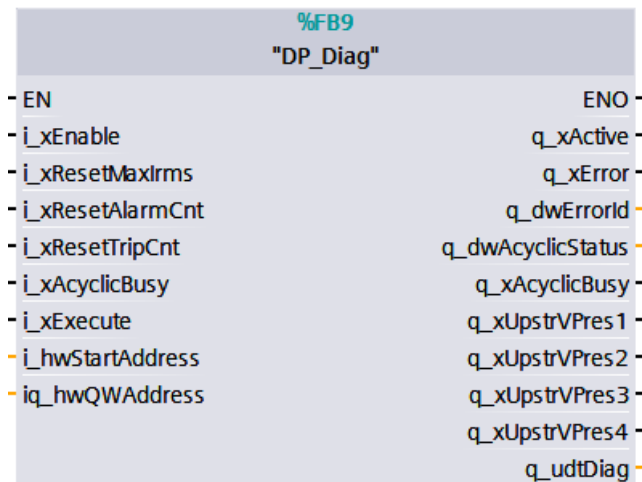 %FB9
"DP_Diag"
EN ENO
i_xEnable q_xActive
i_xResetMaxIrms q_xError
i_xResetAlarmCnt q_dwErrorId
i_xResetTripCnt q_dwAcyclicStatus
i_xAcyclicBusy q_xAcyclicBusy
i_xExecute q_xUpstrVPres1
i_hwStartAddress q_xUpstrVPres2
iq_hwQWAddress q_xUpstrVPres3
q_xUpstrVPres4
q_udtDiag